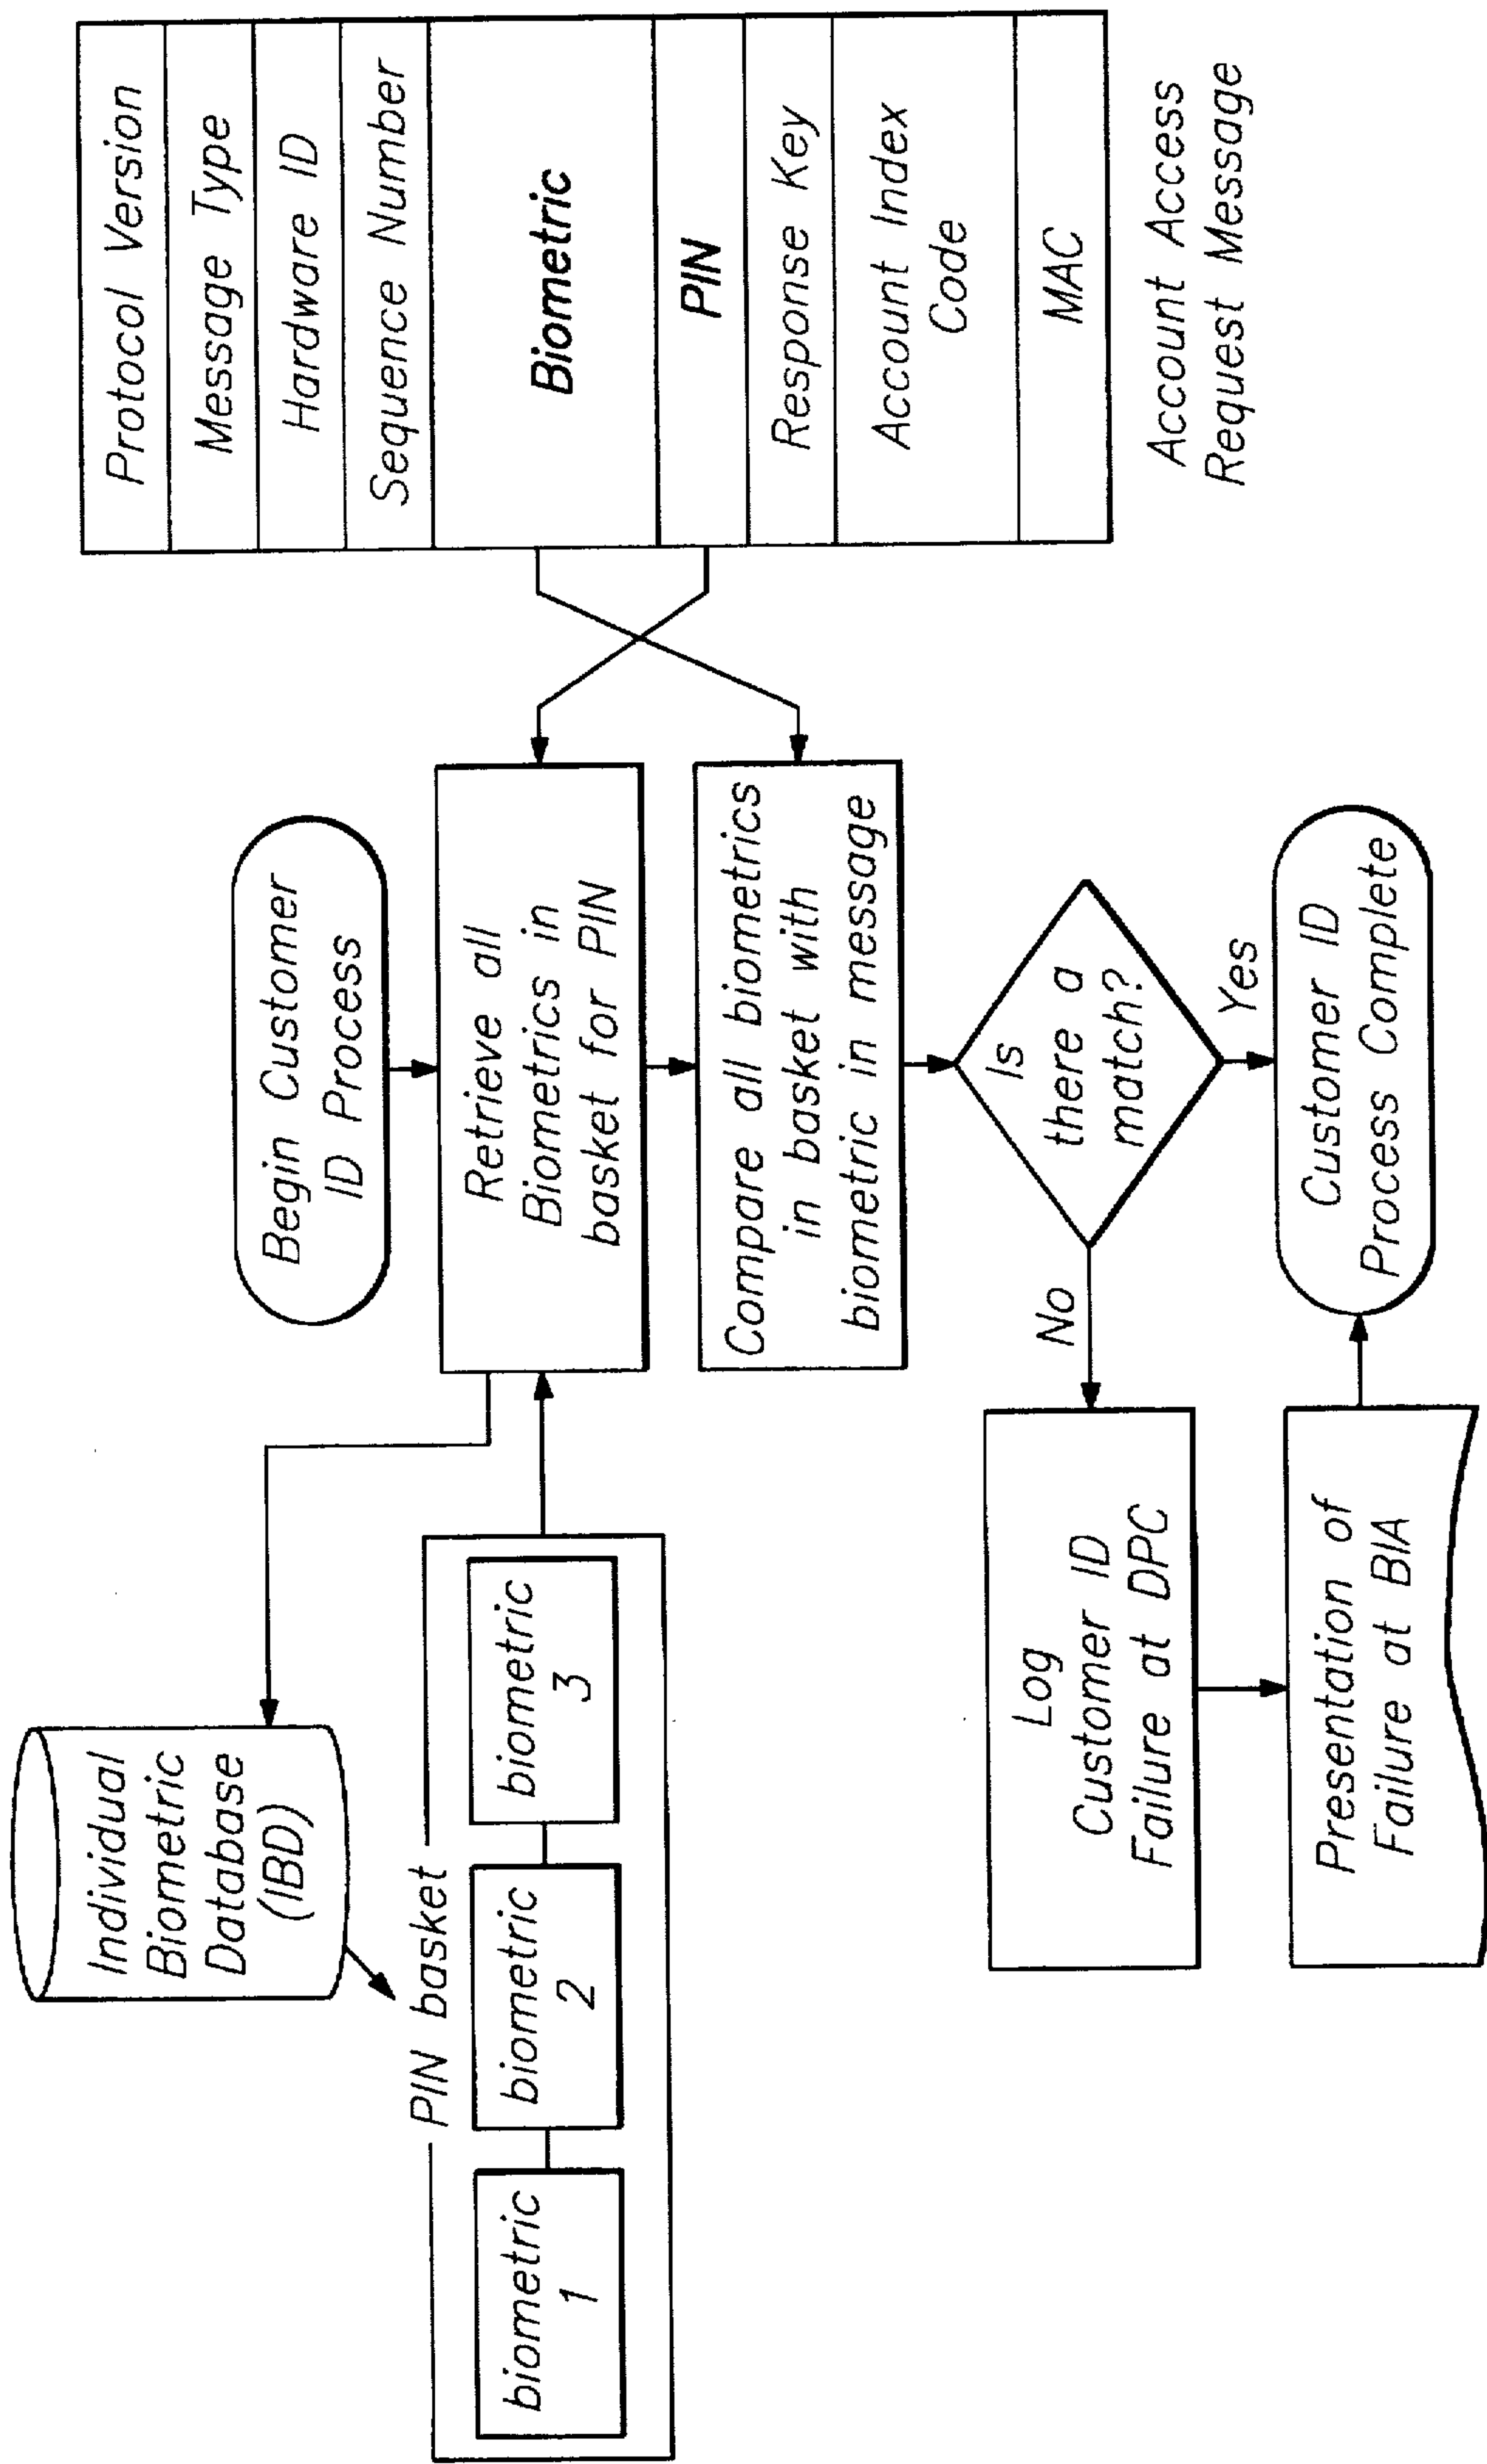 Individual
Biometric
Database
(IBD)
PIN basket
biometric
1
biometric
2
biometric
3
Begin Customer
ID Process
Retrieve all
Biometrics in
basket for PIN
Compare all biometrics
in basket with
biometric in message
Is
there a
match?
No
Yes
Log
Customer ID
Failure at DPC
Presentation of
Failure at BIA
Customer ID
Process Complete
Protocol Version
Message Type
Hardware ID
Sequence Number
Biometric
PIN
Response Key
Account Index
Code
MAC
Account Access
Request Message